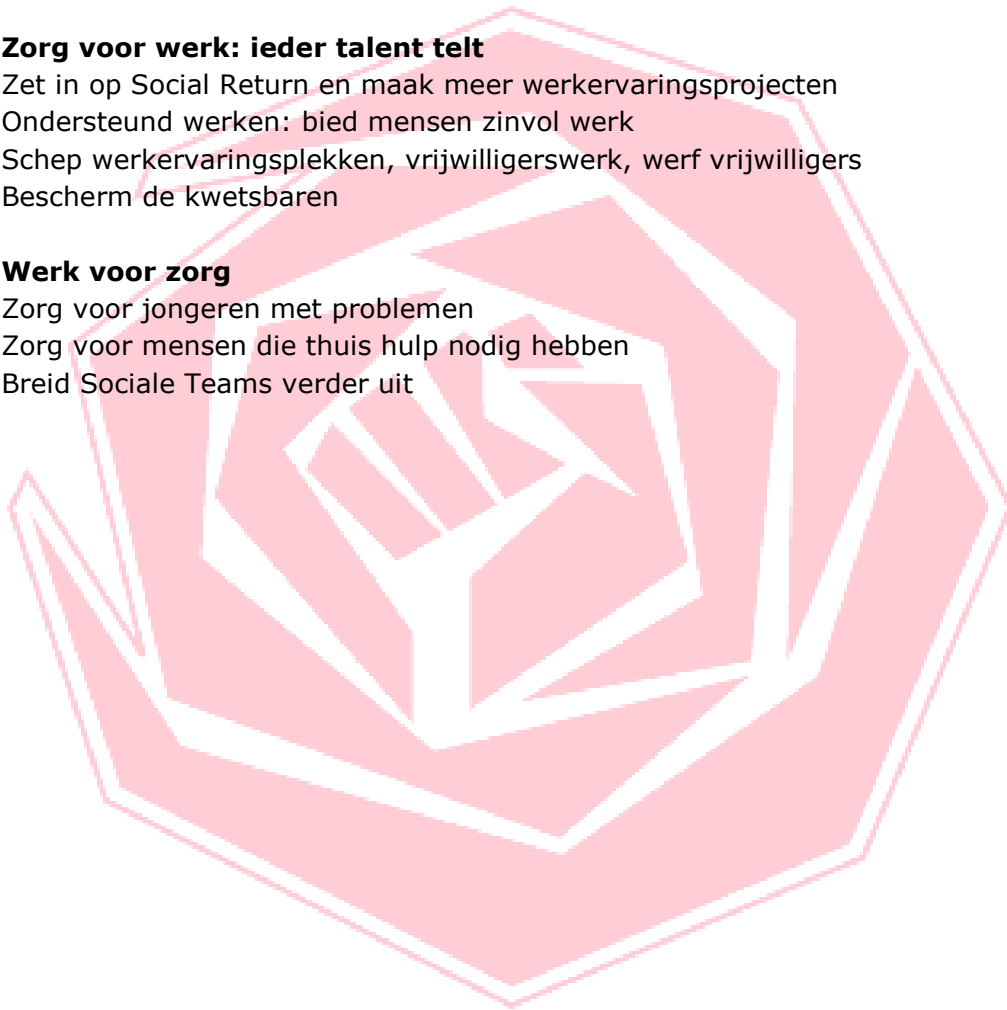 Zorg voor werk: ieder talent telt
Zet in op Social Return en maak meer werkervaringsprojecten
Ondersteund werken: bied mensen zinvol werk
Schep werkervaringsplekken, vrijwilligerswerk, werf vrijwilligers
Bescherm de kwetsbaren
Werk voor zorg
Zorg voor jongeren met problemen
Zorg voor mensen die thuis hulp nodig hebben
Breid Sociale Teams verder uit